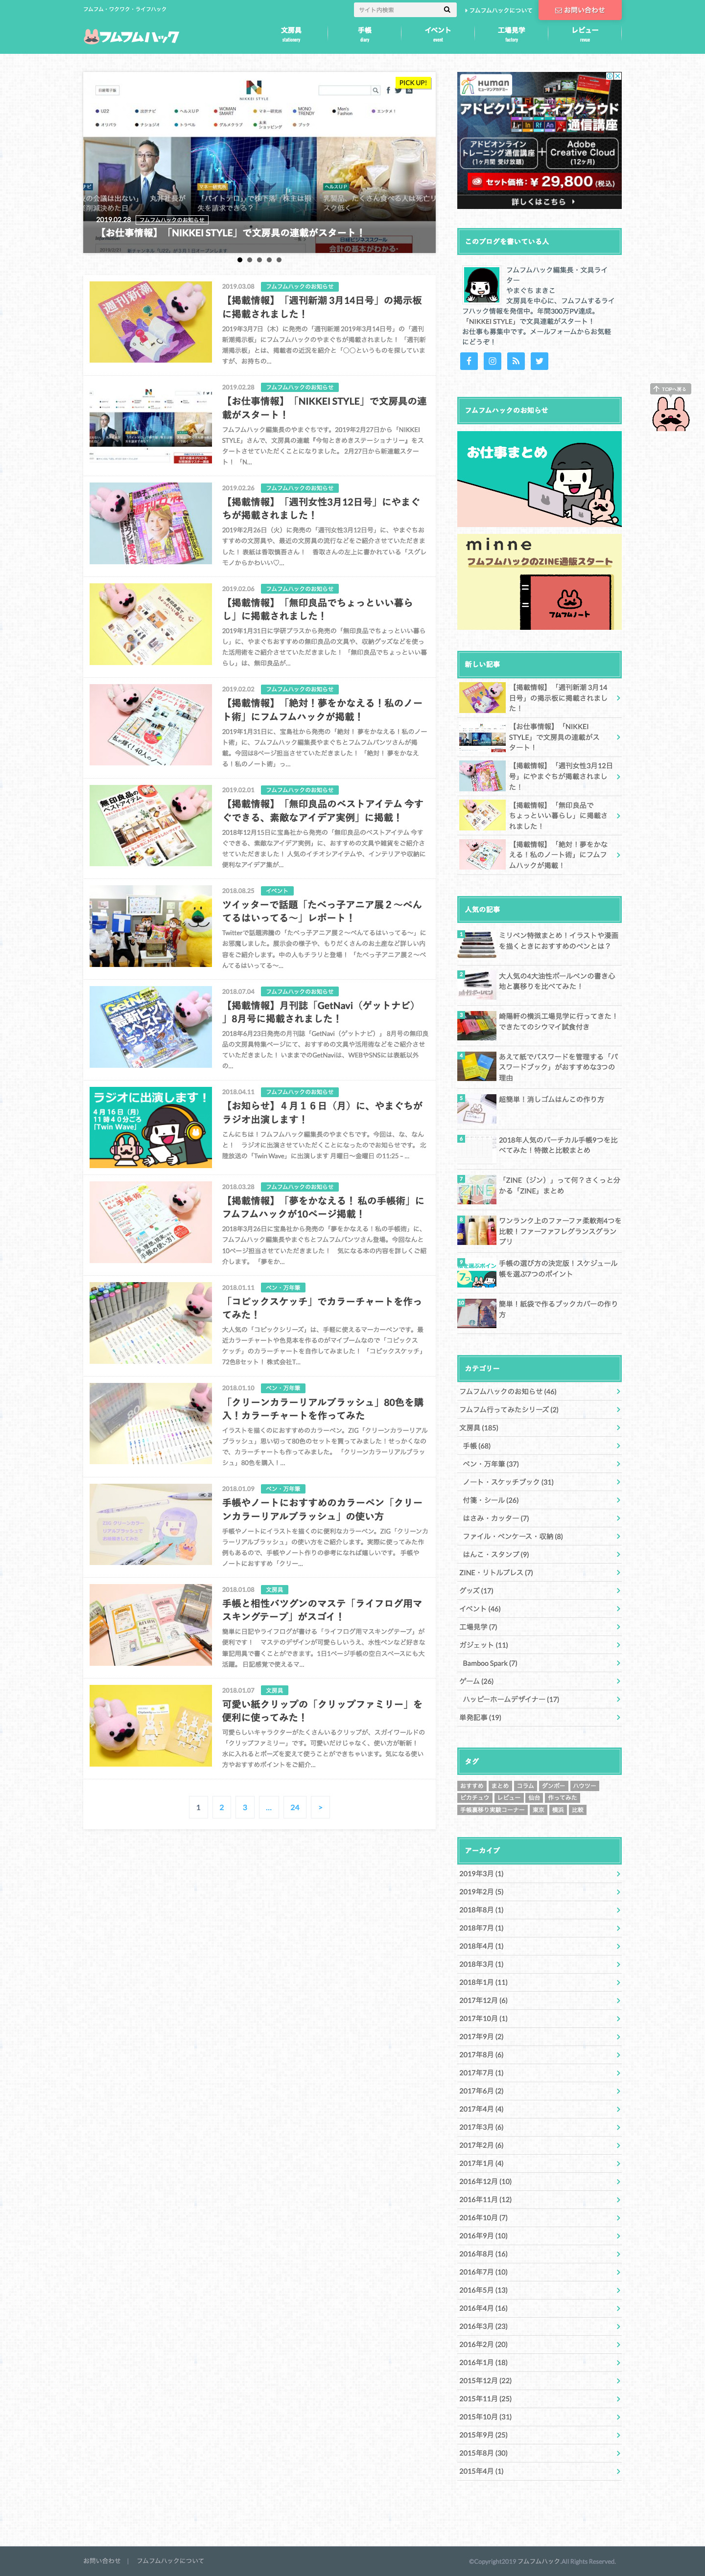 フムフム・ワクワク・ライフハック
サイト内検索
フムフムハックについて
お問い合わせ
フムフムハック
文房具
stationery
手帳
diary
イベント
event
工場見学
factory
レビュー
PICK UP!
NIKKEI STYLE
2019.02.28 フムフムハックのお知らせ
【お仕事情報】「NIKKEI STYLE」で文房具の連載がスタート！
2019.03.08 フムフムハックのお知らせ
【掲載情報】「週刊新潮 3月14日号」の掲示板
に掲載されました！
2019年3月7日（木）に発売の「週刊新潮 2019年3月14日号」の「週刊
新潮掲示板」にフムフムハックのやまぐちが掲載されました！ 「週刊新
潮掲示板」とは、掲載者の近況を紹介と「〇〇というものを探していま
すが、お持ちの...
2019.02.28 フムフムハックのお知らせ
【お仕事情報】「NIKKEI STYLE」で文房具の連
載がスタート！
フムフムハック編集長のやまぐちです。2019年2月27日から「NIKKEI
STYLE」さんで、文房具の連載『今旬ときめきステーショナリー』をス
タートさせていただくことになりました。 2月27日から新連載スター
ト！ 「N...
2019.02.26 フムフムハックのお知らせ
【掲載情報】「週刊女性3月12日号」にやまぐ
ちが掲載されました！
2019年2月26日（火）に発売の「週刊女性3月12日号」に、やまぐちお
すすめの文房具や、最近の文房具の流行などをご紹介させていただきま
した！ 表紙は香取慎吾さん！ 香取さんの左上に書かれている「スグレ
モノからかわいい♡...
2019.02.06 フムフムハックのお知らせ
【掲載情報】「無印良品でちょっといい暮ら
し」に掲載されました！
2019年1月31日に学研プラスから発売の「無印良品でちょっといい暮ら
し」に、やまぐちおすすめの無印良品の文具や、収納グッズなどを使っ
た活用術をご紹介させていただきました！ 「無印良品でちょっといい暮
らし」は、無印良品が...
2019.02.02 フムフムハックのお知らせ
【掲載情報】「絶対！夢をかなえる！私のノー
ト術」にフムフムハックが掲載！
2019年1月31日に、宝島社から発売の「絶対！ 夢をかなえる！私のノー
ト術」に、フムフムハック編集長やまぐちとフムフムパンツさんが掲
載。今回は8ページ担当させていただきました！ 「絶対！ 夢をかなえ
る！私のノート術」っ...
2019.02.01 フムフムハックのお知らせ
【掲載情報】「無印良品のベストアイテム 今す
ぐできる、素敵なアイデア実例」に掲載！
2018年12月15日に宝島社から発売の「無印良品のベストアイテム 今す
ぐできる、素敵なアイデア実例」に、おすすめの文具や雑貨をご紹介さ
せていただきました！ 人気のイチオシアイテムや、インテリアや収納に
便利なアイデア集が...
2018.08.25 イベント
ツイッターで話題「たべっ子アニア展２～ぺん
てるはいってる～」レポート！
Twitterで話題沸騰の「たべっ子アニア展２～ぺんてるはいってる～」に
お邪魔しました。展示会の様子や、もりだくさんのお土産など詳しい内
容をご紹介します。中の人もチラリと登場！ 「たべっ子アニア展２～ぺ
んてるはいってる～...
2018.07.04 フムフムハックのお知らせ
【掲載情報】月刊誌「GetNavi（ゲットナビ）
」8月号に掲載されました！
2018年6月23日発売の月刊誌「GetNavi（ゲットナビ）」 8月号の無印良
品の文房具特集ページにて、おすすめの文具や活用術などをご紹介させ
ていただきました！ いままでのGetNaviは、WEBやSNSには表紙以外
の...
ラジオに出演します！
4月16日（月）
11時40分ごろ
「Twin Wave」
2018.04.11 フムフムハックのお知らせ
【お知らせ】４月１６日（月）に、やまぐちが
ラジオ出演します！
こんにちは！フムフムハック編集長のやまぐちです。今回は、な、なん
と！ ラジオに出演させていただくことになったのでお知らせです。 北
陸放送の「Twin Wave」に出演します 月曜日～金曜日 の11:25 – ...
2018.03.28 フムフムハックのお知らせ
【掲載情報】「夢をかなえる！ 私の手帳術」に
フムフムハックが10ページ掲載！
2018年3月26日に宝島社から発売の「夢をかなえる！私の手帳術」に、
フムフムハック編集長やまぐちとフムフムパンツさん登場。今回なんと
10ページ担当させていただきました！ 気になる本の内容を詳しくご紹
介します。 「夢をか...
2018.01.11 ペン・万年筆
「コピックスケッチ」でカラーチャートを作っ
てみた！
大人気の「コピックシリーズ」は、手軽に使えるマーカーペンです。最
近カラーチャートや色見本を作るのがマイブームなので「コピックス
ケッチ」のカラーチャートを自作してみました！ 「コピックスケッチ」
72色Bセット！ 株式会社T...
2018.01.10 ペン・万年筆
「クリーンカラーリアルブラッシュ」80色を購
入！カラーチャートを作ってみた
イラストを描くのにおすすめのカラーペン。ZIG「クリーンカラーリアル
ブラッシュ」思い切って80色のセットを買ってみました！せっかくなの
で、カラーチャートも作ってみました。 「クリーンカラーリアルブラッ
シュ」80色を購入！...
2018.01.09 ペン・万年筆
手帳やノートにおすすめのカラーペン「クリー
ンカラーリアルブラッシュ」の使い方
手帳やノートにイラストを描くのに便利なカラーペン。ZIG「クリーンカ
ラーリアルブラッシュ」の使い方をご紹介します。実際に使ってみた作
例もあるので、手帳やノート作りの参考になれば嬉しいです。 手帳や
ノートにおすすめ「クリー...
2018.01.08 文房具
手帳と相性バツグンのマステ「ライフログ用マ
スキングテープ」がスゴイ！
簡単に日記やライフログが書ける「ライフログ用マスキングテープ」が
便利です！ マステのデザインが可愛らしいうえ、水性ペンなど好きな
筆記用具で書くことができます。1日1ページ手帳の空白スペースにも大
活躍。 日記感覚で使えるマ...
2018.01.07 文房具
可愛い紙クリップの「クリップファミリー」を
便利に使ってみた！
可愛らしいキャラクターがたくさんいるクリップが、スガイワールドの
「クリップファミリー」です。可愛いだけじゃなく、使い方が斬新！
水に入れるとポーズを変えて使うことができちゃいます。気になる使い
方やおすすめポイントをご紹介...
1 2 3 ... 24 >
HUMAN
アドビクリエイティブクラウド
通信講座
アドビオンライン
トレーニング通信講座
(1ヶ月間 受け放題)
Adobe Creative
Cloud
(12ヶ月)
セット価格：¥29,800(税込)
詳しくはこちら
このブログを書いている人
フムフムハック編集長・文具ライ
ター
やまぐち まきこ
文房具を中心に、フムフムするライ
フハック情報を発信中。年間300万PV達成。
「NIKKEI STYLE」で文具連載がスタート！
お仕事も募集中です。メールフォームからお気軽
にどうぞ！
TOPへ戻る
フムフムハックのお知らせ
お仕事まとめ
minne
フムフムハックのZINE通販スタート
フムフムノート
新しい記事
【掲載情報】「週刊新潮 3月14
日号」の掲示板に掲載されまし
た！
【お仕事情報】「NIKKEI
STYLE」で文房具の連載がス
タート！
【掲載情報】「週刊女性3月12日
号」にやまぐちが掲載されまし
た！
【掲載情報】「無印良品で
ちょっといい暮らし」に掲載さ
れました！
【掲載情報】「絶対！夢をかな
える！私のノート術」にフムフ
ムハックが掲載！
人気の記事
1 ミリペン特徴まとめ！イラストや漫画
を描くときにおすすめのペンとは？
2 大人気の4大油性ボールペンの書き心
地と裏移りを比べてみた！
3 崎陽軒の横浜工場見学に行ってきた！
できたてのシウマイ試食付き
4 あえて紙でパスワードを管理する「パ
スワードブック」がおすすめな3つの
理由
5 超簡単！消しゴムはんこの作り方
6 2018年人気のバーチカル手帳9つを比
べてみた！特徴と比較まとめ
7 「ZINE（ジン）」って何？さくっと分
かる「ZINE」まとめ
8 ワンランク上のファーファ柔軟剤4つを
比較！ファーファフレグランスグラン
プリ
9 手帳の選び方の決定版！スケジュール
帳を選ぶ7つのポイント
10 簡単！紙袋で作るブックカバーの作り
方
カテゴリー
フムフムハックのお知らせ (46)
フムフム行ってみたシリーズ (2)
文房具 (185)
手帳 (68)
ペン・万年筆 (37)
ノート・スケッチブック (31)
付箋・シール (26)
はさみ・カッター (7)
ファイル・ペンケース・収納 (8)
はんこ・スタンプ (9)
ZINE・リトルプレス (7)
グッズ (17)
イベント (46)
工場見学 (7)
ガジェット (11)
Bamboo Spark (7)
ゲーム (26)
ハッピーホームデザイナー (17)
単発記事 (19)
タグ
おすすめ まとめ コラム ダンボー ハウツー
ピカチュウ レビュー 仙台 作ってみた
手帳裏移り実験コーナー 東京 横浜 比較
アーカイブ
2019年3月 (1)
2019年2月 (5)
2018年8月 (1)
2018年7月 (1)
2018年4月 (1)
2018年3月 (1)
2018年1月 (11)
2017年12月 (6)
2017年10月 (1)
2017年9月 (2)
2017年8月 (6)
2017年7月 (1)
2017年6月 (2)
2017年4月 (4)
2017年3月 (6)
2017年2月 (6)
2017年1月 (4)
2016年12月 (10)
2016年11月 (12)
2016年10月 (7)
2016年9月 (10)
2016年8月 (16)
2016年7月 (10)
2016年5月 (13)
2016年4月 (16)
2016年3月 (23)
2016年2月 (20)
2016年1月 (18)
2015年12月 (22)
2015年11月 (25)
2015年10月 (31)
2015年9月 (25)
2015年8月 (30)
2015年4月 (1)
お問い合わせ | フムフムハックについて
©Copyright2019 フムフムハック.All Rights Reserved.